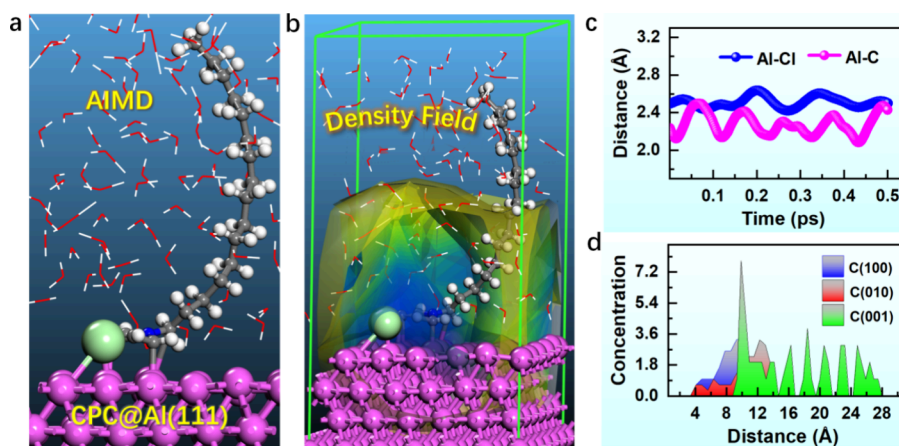 a
AIMD
CPC@Al(111)
b
Density Field
c
Al-Cl
Al-C
Distance (Å)
3.2
2.8
2.4
2.0
0.1
0.2
0.3
0.4
0.5
Time (ps)
d
C(100)
C(010)
C(001)
Concentration
7.2
5.4
3.6
1.8
0.0
4
8
12
16
20
24
28
Distance (Å)